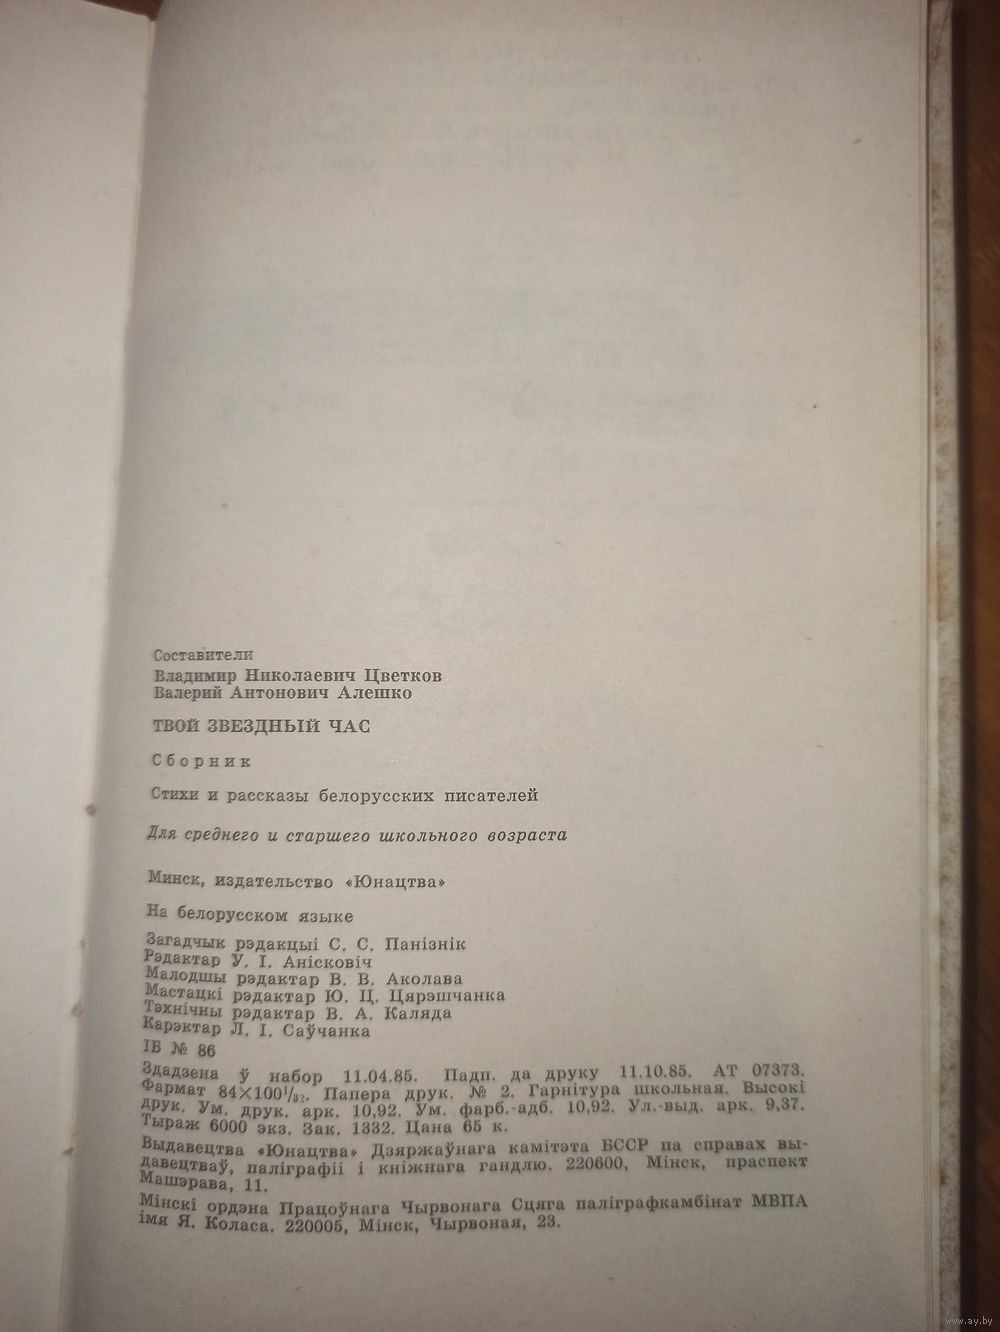 Составители
Владимир Николаевич Цветков
Валерий Антонович Алешко
ТВОЙ ЗВЕЗДНЫЙ ЧАС
Сборник
Стихи и рассказы белорусских писателей
Для среднего и старшего школьного возраста
Минск, издательство «Юнацтва»
На белорусском языке
Загадчык рэдакцыі С. С. Панізнік
Рэдактар У. І. Анісковіч
Малодшы рэдактар В. В. Аколава
Мастацкі рэдактар Ю. Ц. Цярэшчанка
Тэхнічны рэдактар В. А. Каляда
Карэктар Л. І. Саўчанка
ІБ № 86
Здадзена ў набор 11.04.85. Падп. да друку 11.10.85. АТ 07373.
Фармат 84×100¹/₃₂. Папера друк. № 2. Гарнітура школьная. Высокі
друк. Ум. друк. арк. 10,92. Ум. фарб.-адб. 10,92. Ул.-выд. арк. 9,37.
Тыраж 6000 экз. Зак. 1332. Цана 65 к.
Выдавецтва «Юнацтва» Дзяржаўнага камітэта БССР па справах вы-
давецтваў, паліграфіі і кніжнага гандлю. 220600, Мінск, праспект
Машэрава, 11.
Мінскі ордэна Працоўнага Чырвонага Сцяга паліграфкамбінат МВПА
імя Я. Коласа. 220005, Мінск, Чырвоная, 23.
www.ay.by